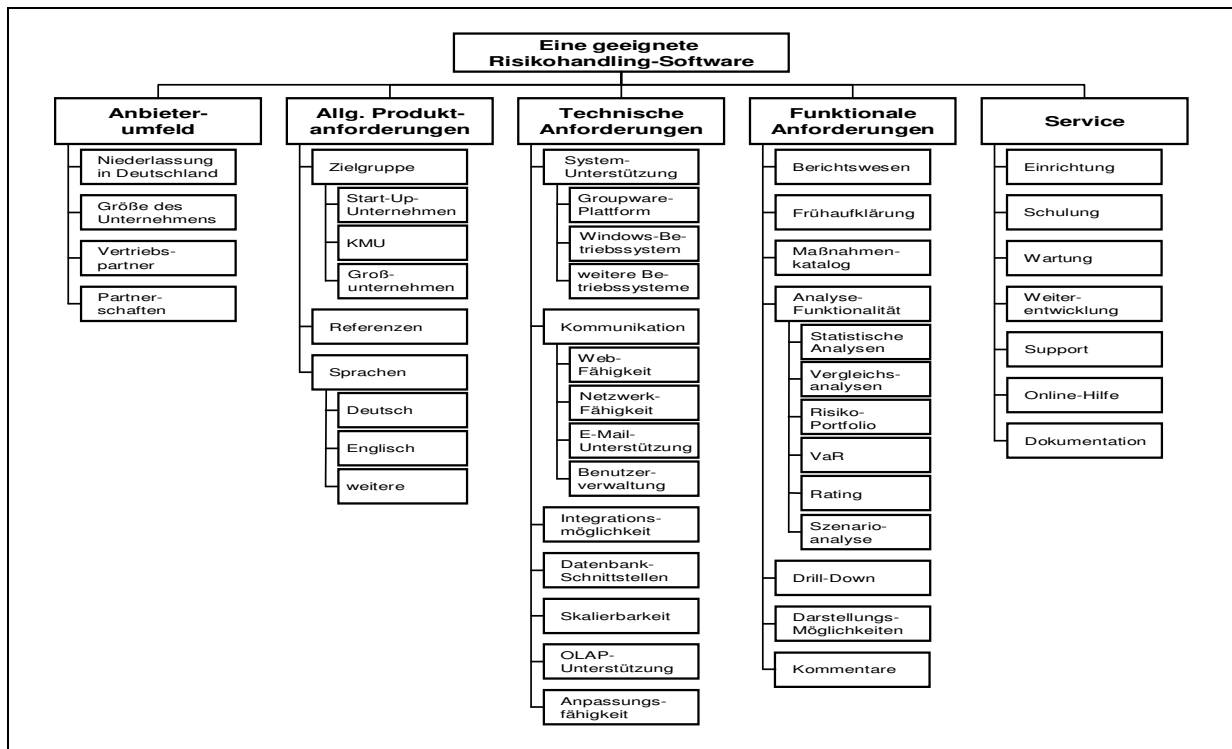 Eine geeignete
Risikohandling-Software
Anbieter-
umfeld
Niederlassung
in Deutschland
Größe des
Unternehmens
Vertriebs-
partner
Partner-
schaften
Allg. Produkt-
anforderungen
Zielgruppe
Start-Up-
Unternehmen
KMU
Groß-
unternehmen
Referenzen
Sprachen
Deutsch
Englisch
weitere
Technische
Anforderungen
System-
Unterstützung
Groupware-
Plattform
Windows-Be-
triebssystem
weitere Be-
triebssysteme
Kommunikation
Web-
Fähigkeit
Netzwerk-
Fähigkeit
E-Mail-
Unterstützung
Benutzer-
verwaltung
Integrations-
möglichkeit
Datenbank-
Schnittstellen
Skalierbarkeit
OLAP-
Unterstützung
Anpassungs-
fähigkeit
Funktionale
Anforderungen
Berichtswesen
Frühaufklärung
Maßnahmen-
katalog
Analyse-
Funktionalität
Statistische
Analysen
Vergleichs-
analysen
Risiko-
Portfolio
VaR
Rating
Szenario-
analyse
Drill-Down
Darstellungs-
Möglichkeiten
Kommentare
Service
Einrichtung
Schulung
Wartung
Weiter-
entwicklung
Support
Online-Hilfe
Dokumentation